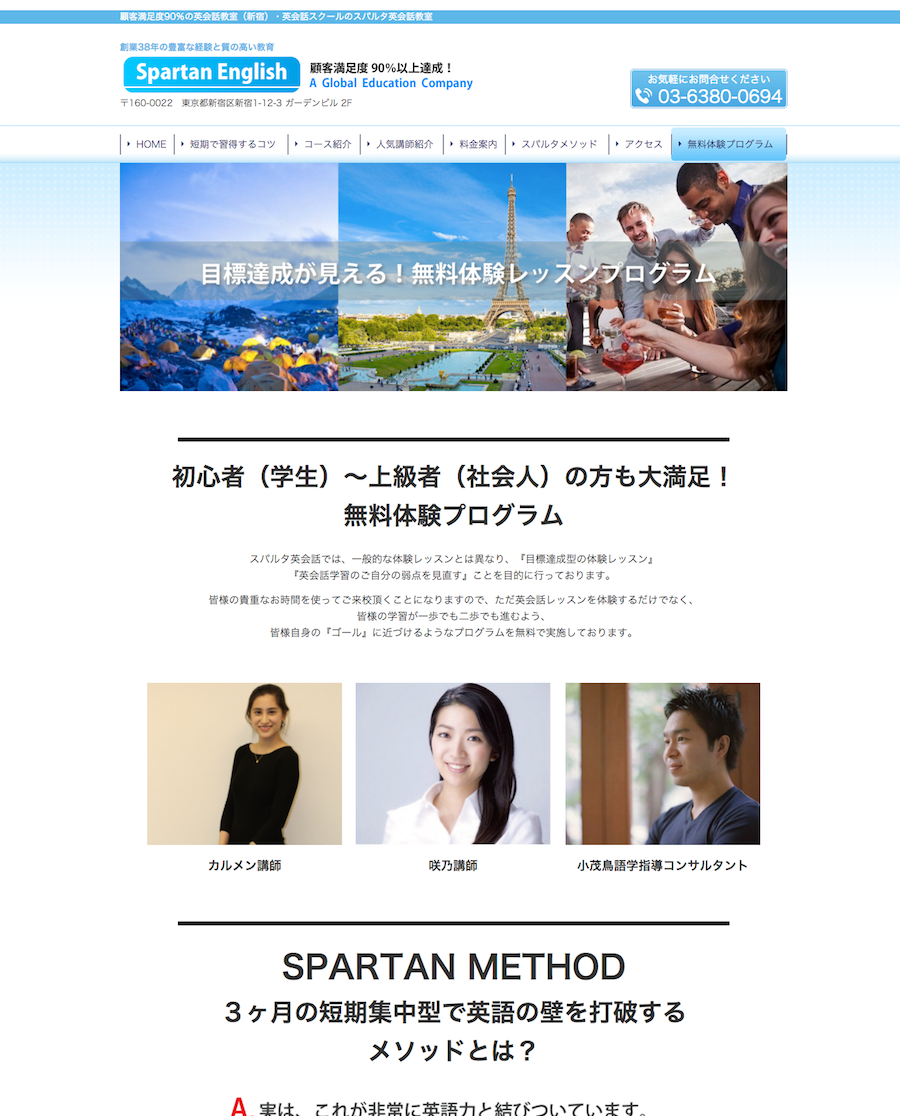 顧客満足度90%の英会話教室（新宿）・英会話スクールのスパルタ英会話教室
創業38年の豊富な経験と質の高い教育
Spartan English
顧客満足度 90%以上達成！
A Global Education Company
〒160-0022　東京都新宿区新宿1-12-3 ガーデンビル 2F
お気軽にお問合せください
03-6380-0694
HOME
短期で習得するコツ
コース紹介
人気講師紹介
料金案内
スパルタメソッド
アクセス
無料体験プログラム
目標達成が見える！無料体験レッスンプログラム
初心者（学生）～上級者（社会人）の方も大満足！
無料体験プログラム
スパルタ英会話では、一般的な体験レッスンとは異なり、『目標達成型の体験レッスン』
『英会話学習のご自分の弱点を見直す』ことを目的に行っております。
皆様の貴重なお時間を使ってご来校頂くことになりますので、ただ英会話レッスンを体験するだけでなく、
皆様の学習が一歩でも二歩でも進むよう、
皆様自身の『ゴール』に近づけるようなプログラムを無料で実施しております。
カルメン講師
咲乃講師
小茂鳥語学指導コンサルタント
SPARTAN METHOD
３ヶ月の短期集中型で英語の壁を打破する
メソッドとは？
A. 実は、これが非常に英語力と結びついています。